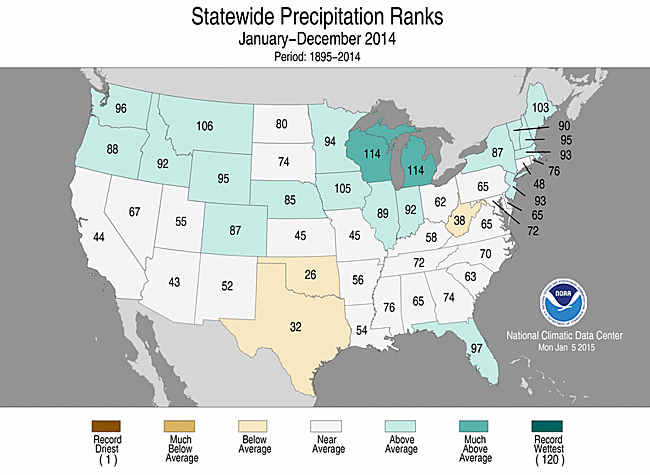 Statewide Precipitation Ranks
January–December 2014
Period: 1895–2014
96
106
80
94
103
88
92
95
74
114
114
87
90
95
93
76
48
93
65
72
67
55
87
85
105
89
92
62
65
38
65
44
45
45
58
70
43
52
26
56
72
63
32
54
76
65
74
97
NOAA
National Climatic Data Center
Mon Jan 5 2015
Record
Driest
( 1 )
Much
Below
Average
Below
Average
Near
Average
Above
Average
Much
Above
Average
Record
Wettest
( 120 )